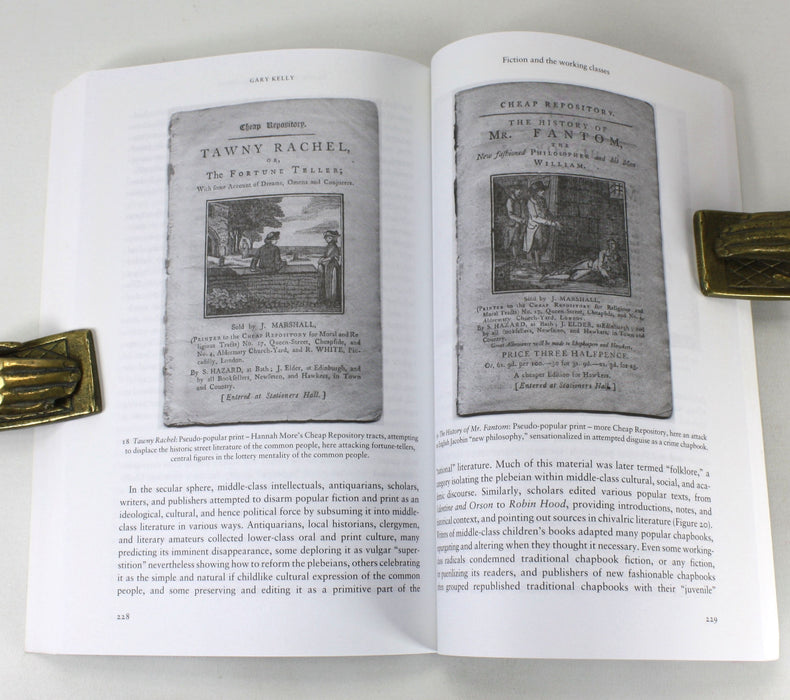 GARY KELLY
Cheap Repository.
TAWNY RACHEL,
OR,
THE FORTUNE TELLER;
With some Account of Dreams, Omens and Conjurers.
Sold by J. MARSHALL,
(PRINTER to the CHEAP REPOSITORY for Moral and Re-
ligious Tracts) No. 17, Queen-Street, Cheapside, and
No. 4, Aldermary Church-Yard, and R. WHITE, Pic-
cadilly, London.
By S. HAZARD, at Bath; J. Elder, at Edinburgh, and
by all Booksellers, Newsmen, and Hawkers, in Town
and Country.
[Entered at Stationers Hall.]
18 Tawny Rachel: Pseudo-popular print – Hannah More's Cheap Repository tracts, attempting
to displace the historic street literature of the common people, here attacking fortune-tellers,
central figures in the lottery mentality of the common people.
In the secular sphere, middle-class intellectuals, antiquarians, scholars,
writers, and publishers attempted to disarm popular fiction and print as an
ideological, cultural, and hence political force by subsuming it into middle-
class literature in various ways. Antiquarians, local historians, clergymen,
and literary amateurs collected lower-class oral and print culture, many
predicting its imminent disappearance, some deploring it as vulgar "super-
stition" nevertheless showing how to reform the plebeians, others celebrating
it as the simple and natural if childlike cultural expression of the common
people, and some preserving and editing it as a primitive part of the
228
Fiction and the working classes
CHEAP REPOSITORY.
THE HISTORY OF
MR. FANTOM,
THE
New fashioned PHILOSOPHER and his Man
WILLIAM.
Sold by J. MARSHALL,
(PRINTER to the CHEAP REPOSITORY for Religious and
Moral Tracts) No. 17, Queen-Street, Cheapside, and No. 4,
Aldermary Church-Yard, London.
By S. HAZARD, at Bath; J. ELDER, at Edinburgh; and
by all Booksellers, Newsmen, and Hawkers, in Town and
Country.
Great Allowance will be made to Shopkeepers and Hawkers.
PRICE THREE HALFPENCE.
Or, 6s. 9d. per 100.—50 for 3s. 9d.—2s. 3d. for 25.
A cheaper Edition for Hawkers.
[Entered at Stationers Hall.]
The History of Mr. Fantom: Pseudo-popular print – more Cheap Repository, here an attack
English Jacobin "new philosophy," sensationalized in attempted disguise as a crime chapbook.
literature. Much of this material was later termed "folklore," a
isolating the plebeian within middle-class cultural, social, and aca-
discourse. Similarly, scholars edited various popular texts, from
and Orson to Robin Hood, providing introductions, notes, and
context, and pointing out sources in chivalric literature (Figure 20).
of middle-class children's books adapted many popular chapbooks,
and altering when they thought it necessary. Even some working-
radicals condemned traditional chapbook fiction, or any fiction,
its readers, and publishers of new fashionable chapbooks
grouped republished traditional chapbooks with their "juvenile"
229